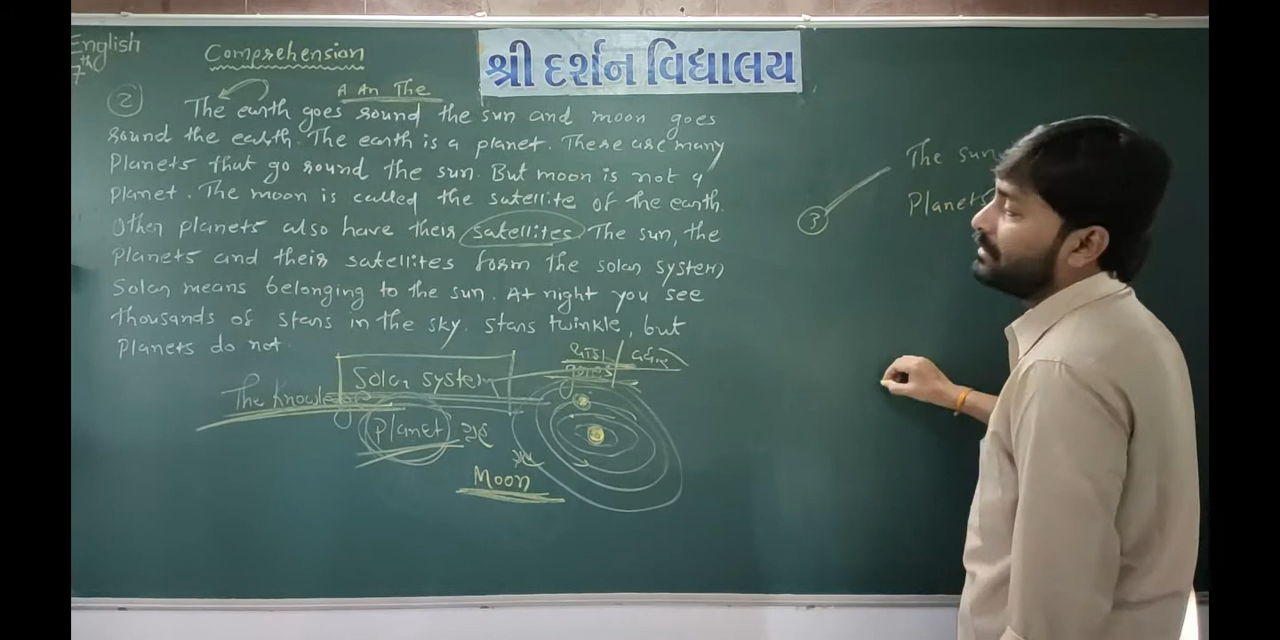 English
7th
Comprehension
શ્રી દર્શન વિદ્યાલય
A An The
2
The earth goes round the sun and moon goes
round the earth. The earth is a planet. There are many
Planets that go round the sun. But moon is not a
Planet. The moon is called the satellite of the earth.
Other planets also have their satellites. The sun, the
Planets and their satellites form the solar system,
Solar means belonging to the sun. At night you see
thousands of stars in the sky. Stars twinkle, but
Planets do not.
Solar system
The Knowledge
Planet ગ્રહ
Moon
3
The sun
Planets